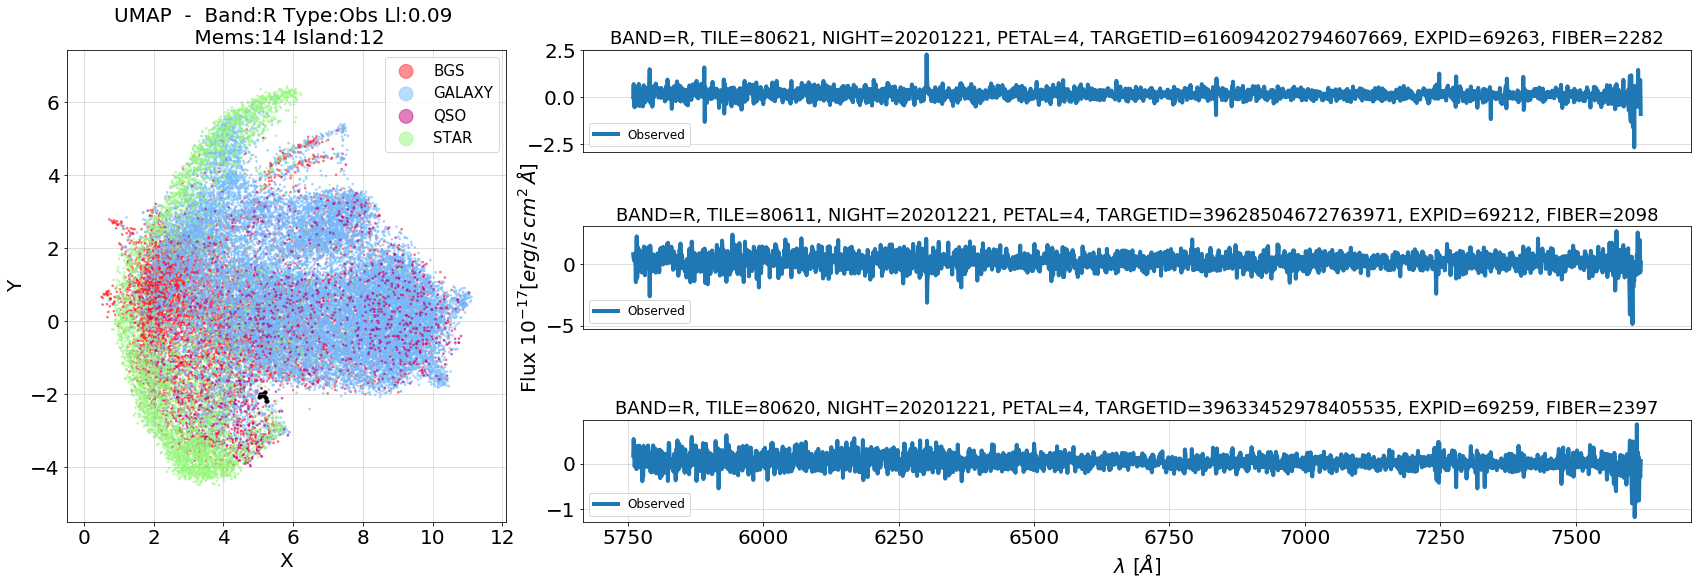 UMAP  -  Band:R Type:Obs Ll:0.09
Mems:14 Island:12
BGS
GALAXY
QSO
STAR
6
4
2
0
−2
−4
Y
0
2
4
6
8
10
12
X
BAND=R, TILE=80621, NIGHT=20201221, PETAL=4, TARGETID=616094202794607669, EXPID=69263, FIBER=2282
2.5
0.0
−2.5
Observed
BAND=R, TILE=80611, NIGHT=20201221, PETAL=4, TARGETID=39628504672763971, EXPID=69212, FIBER=2098
0
−5
Observed
Flux 10⁻¹⁷[erg/s cm² Å]
BAND=R, TILE=80620, NIGHT=20201221, PETAL=4, TARGETID=39633452978405535, EXPID=69259, FIBER=2397
0
−1
Observed
5750
6000
6250
6500
6750
7000
7250
7500
λ [Å]